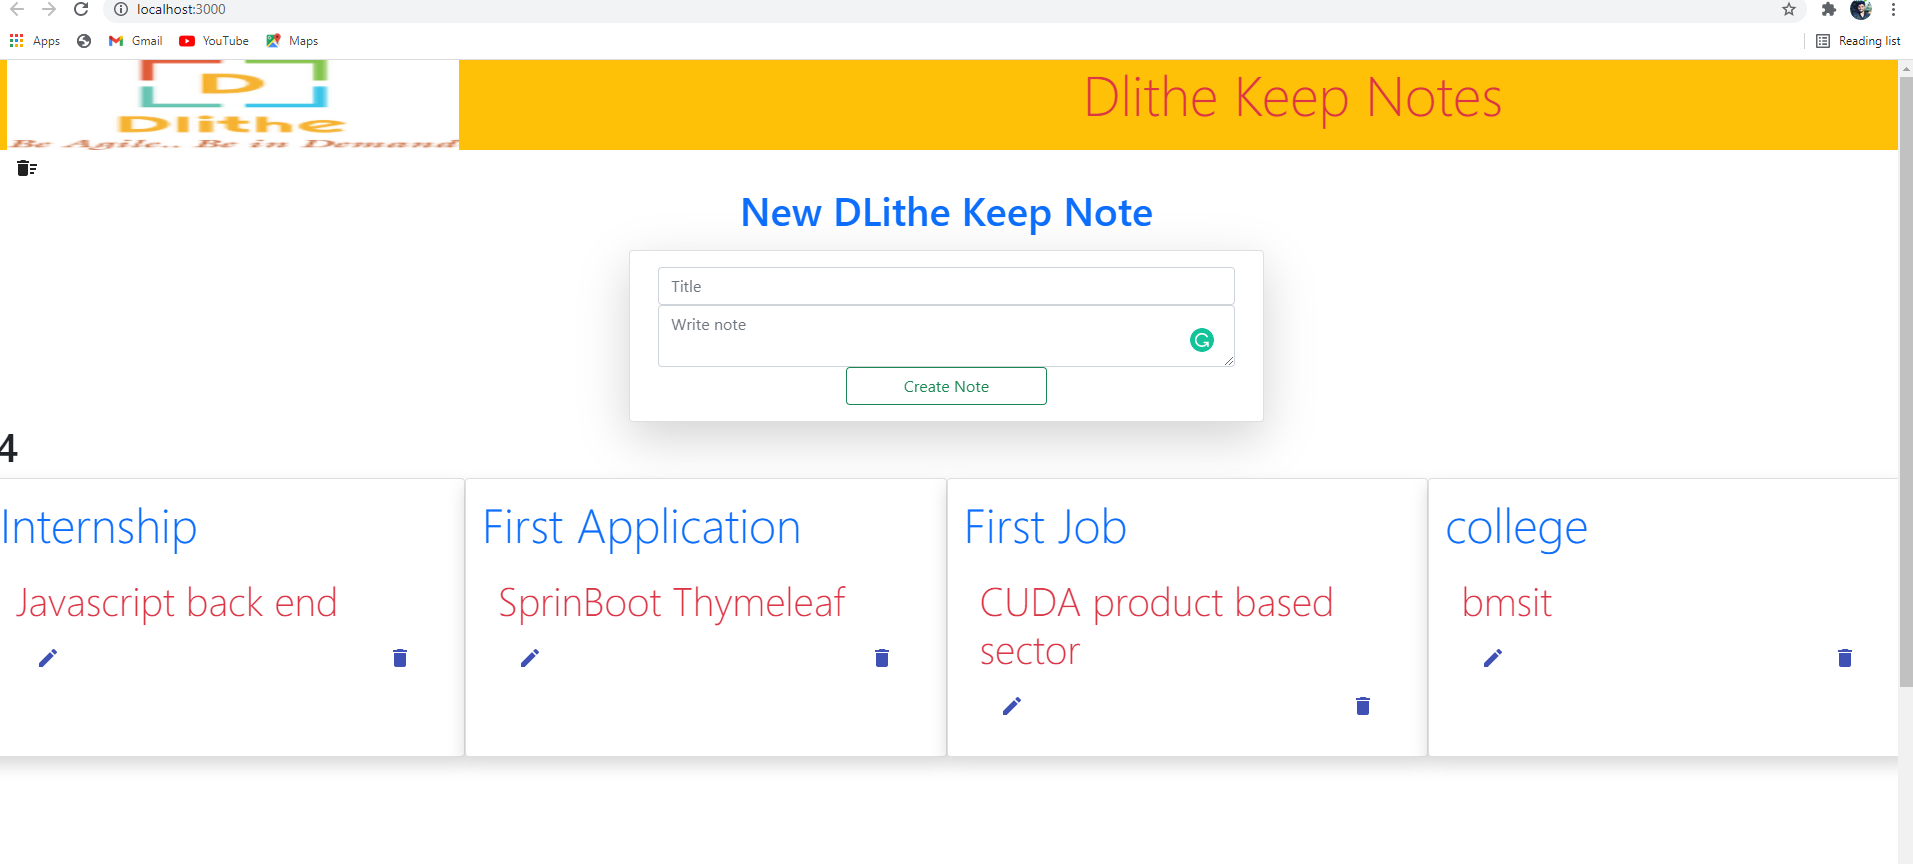 localhost:3000
Apps Gmail YouTube Maps Reading list
D
Dlithe
Be Agile.. Be in Demand
Dlithe Keep Notes
New DLithe Keep Note
Title
Write note
Create Note
4
Internship
Javascript back end
First Application
SprinBoot Thymeleaf
First Job
CUDA product based
sector
college
bmsit